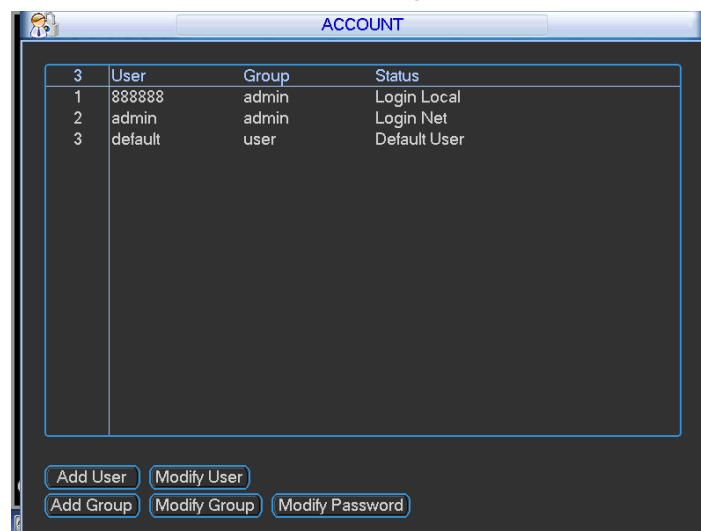 ACCOUNT
3 User Group Status
1 888888 admin Login Local
2 admin admin Login Net
3 default user Default User
Add User Modify User
Add Group Modify Group Modify Password